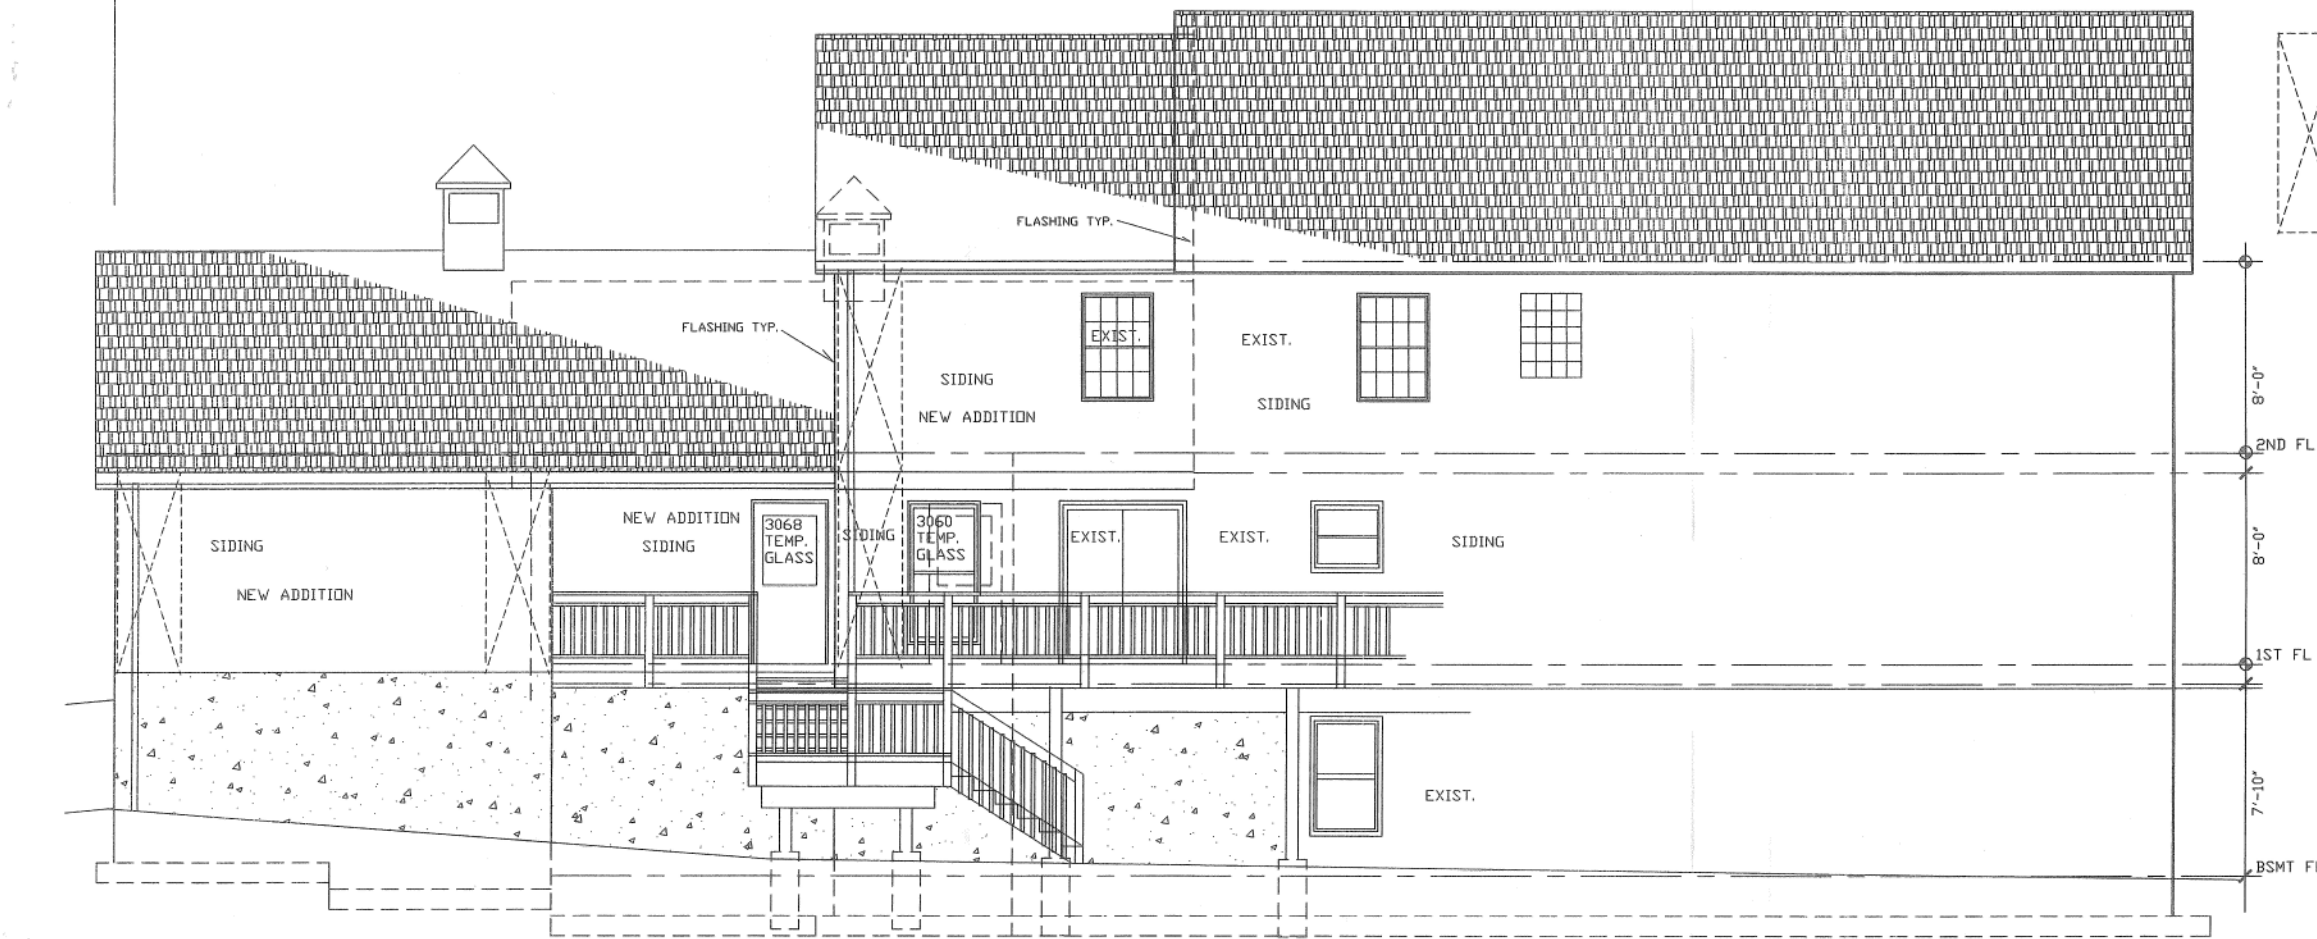 FLASHING TYP.
FLASHING TYP.
EXIST.
EXIST.
SIDING
SIDING
NEW ADDITION
8'-0"
2ND FL
NEW ADDITION
SIDING
SIDING
NEW ADDITION
3068
TEMP.
GLASS
SIDING
3060
TEMP.
GLASS
EXIST.
EXIST.
SIDING
8'-0"
1ST FL
EXIST.
7'-10"
BSMT F